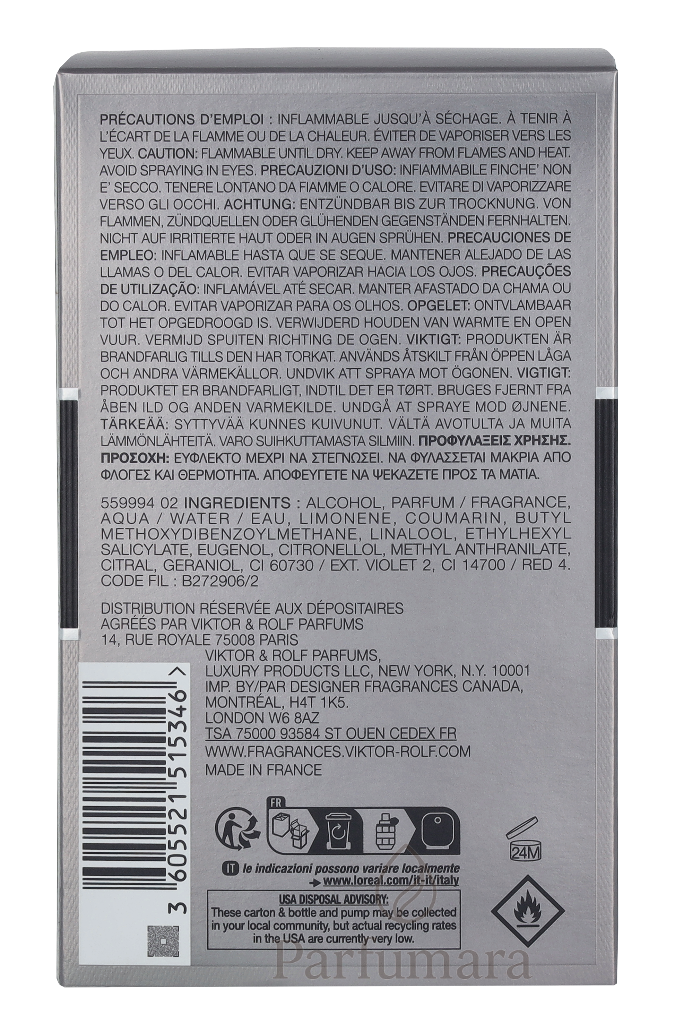 PRÉCAUTIONS D'EMPLOI : INFLAMMABLE JUSQU'À SÉCHAGE. À TENIR À
L'ÉCART DE LA FLAMME OU DE LA CHALEUR. ÉVITER DE VAPORISER VERS LES
YEUX. CAUTION: FLAMMABLE UNTIL DRY. KEEP AWAY FROM FLAMES AND HEAT.
AVOID SPRAYING IN EYES. PRECAUZIONI D'USO: INFIAMMABILE FINCHE' NON
E' SECCO. TENERE LONTANO DA FIAMME O CALORE. EVITARE DI VAPORIZZARE
VERSO GLI OCCHI. ACHTUNG: ENTZÜNDBAR BIS ZUR TROCKNUNG. VON
FLAMMEN, ZÜNDQUELLEN ODER GLÜHENDEN GEGENSTÄNDEN FERNHALTEN.
NICHT AUF IRRITIERTE HAUT ODER IN AUGEN SPRÜHEN. PRECAUCIONES DE
EMPLEO: INFLAMABLE HASTA QUE SE SEQUE. MANTENER ALEJADO DE LAS
LLAMAS O DEL CALOR. EVITAR VAPORIZAR HACIA LOS OJOS. PRECAUÇÕES
DE UTILIZAÇÃO: INFLAMÁVEL ATÉ SECAR. MANTER AFASTADO DA CHAMA OU
DO CALOR. EVITAR VAPORIZAR PARA OS OLHOS. OPGELET: ONTVLAMBAAR
TOT HET OPGEDROOGD IS. VERWIJDERD HOUDEN VAN WARMTE EN OPEN
VUUR. VERMIJD SPUITEN RICHTING DE OGEN. VIKTIGT: PRODUKTEN ÄR
BRANDFARLIG TILLS DEN HAR TORKAT. ANVÄNDS ÅTSKILT FRÅN ÖPPEN LÅGA
OCH ANDRA VÄRMEKÄLLOR. UNDVIK ATT SPRAYA MOT ÖGONEN. VIGTIGT:
PRODUKTET ER BRANDFARLIGT, INDTIL DET ER TØRT. BRUGES FJERNT FRA
ÅBEN ILD OG ANDEN VARMEKILDE. UNDGÅ AT SPRAYE MOD ØJNENE.
TÄRKEÄÄ: SYTTYVÄÄ KUNNES KUIVUNUT. VÄLTÄ AVOTULTA JA MUITA
LÄMMÖNLÄHTEITÄ. VARO SUIHKUTTAMASTA SILMIIN. ΠΡΟΦΥΛΑΞΕΙΣ ΧΡΗΣΗΣ.
ΠΡΟΣΟΧΗ: ΕΥΦΛΕΚΤΟ ΜΕΧΡΙ ΝΑ ΣΤΕΓΝΩΣΕΙ. ΝΑ ΦΥΛΑΣΣΕΤΑΙ ΜΑΚΡΙΑ ΑΠΟ
ΦΛΟΓΕΣ ΚΑΙ ΘΕΡΜΟΤΗΤΑ. ΑΠΟΦΕΥΓΕΤΕ ΝΑ ΨΕΚΑΖΕΤΕ ΠΡΟΣ ΤΑ ΜΑΤΙΑ.
559994 02 INGREDIENTS : ALCOHOL, PARFUM / FRAGRANCE,
AQUA / WATER / EAU, LIMONENE, COUMARIN, BUTYL
METHOXYDIBENZOYLMETHANE, LINALOOL, ETHYLHEXYL
SALICYLATE, EUGENOL, CITRONELLOL, METHYL ANTHRANILATE,
CITRAL, GERANIOL, CI 60730 / EXT. VIOLET 2, CI 14700 / RED 4.
CODE FIL : B272906/2
DISTRIBUTION RÉSERVÉE AUX DÉPOSITAIRES
AGRÉÉS PAR VIKTOR & ROLF PARFUMS
14, RUE ROYALE 75008 PARIS
VIKTOR & ROLF PARFUMS,
LUXURY PRODUCTS LLC, NEW YORK, N.Y. 10001
IMP. BY/PAR DESIGNER FRAGRANCES CANADA,
MONTRÉAL, H4T 1K5.
LONDON W6 8AZ
TSA 75000 93584 ST OUEN CEDEX FR
WWW.FRAGRANCES.VIKTOR-ROLF.COM
MADE IN FRANCE
3 605521 515346 >
FR
24M
IT le indicazioni possono variare localmente
www.loreal.com/it-it/italy
USA DISPOSAL ADVISORY:
These carton & bottle and pump may be collected
in your local community, but actual recycling rates
in the USA are currently very low.
Parfumara